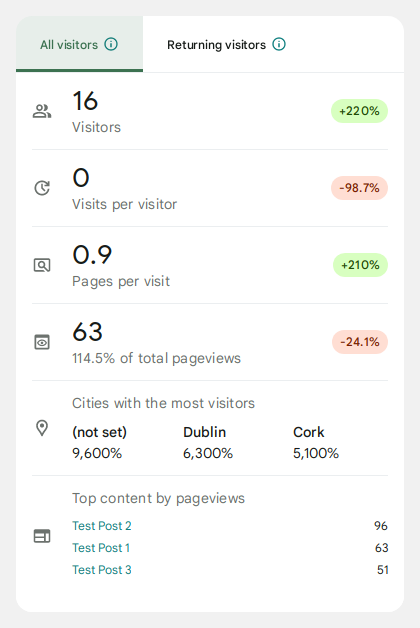 All visitors
Returning visitors
16
+220%
Visitors
0
-98.7%
Visits per visitor
0.9
+210%
Pages per visit
63
-24.1%
114.5% of total pageviews
Cities with the most visitors
(not set) Dublin Cork
9,600% 6,300% 5,100%
Top content by pageviews
Test Post 2 96
Test Post 1 63
Test Post 3 51